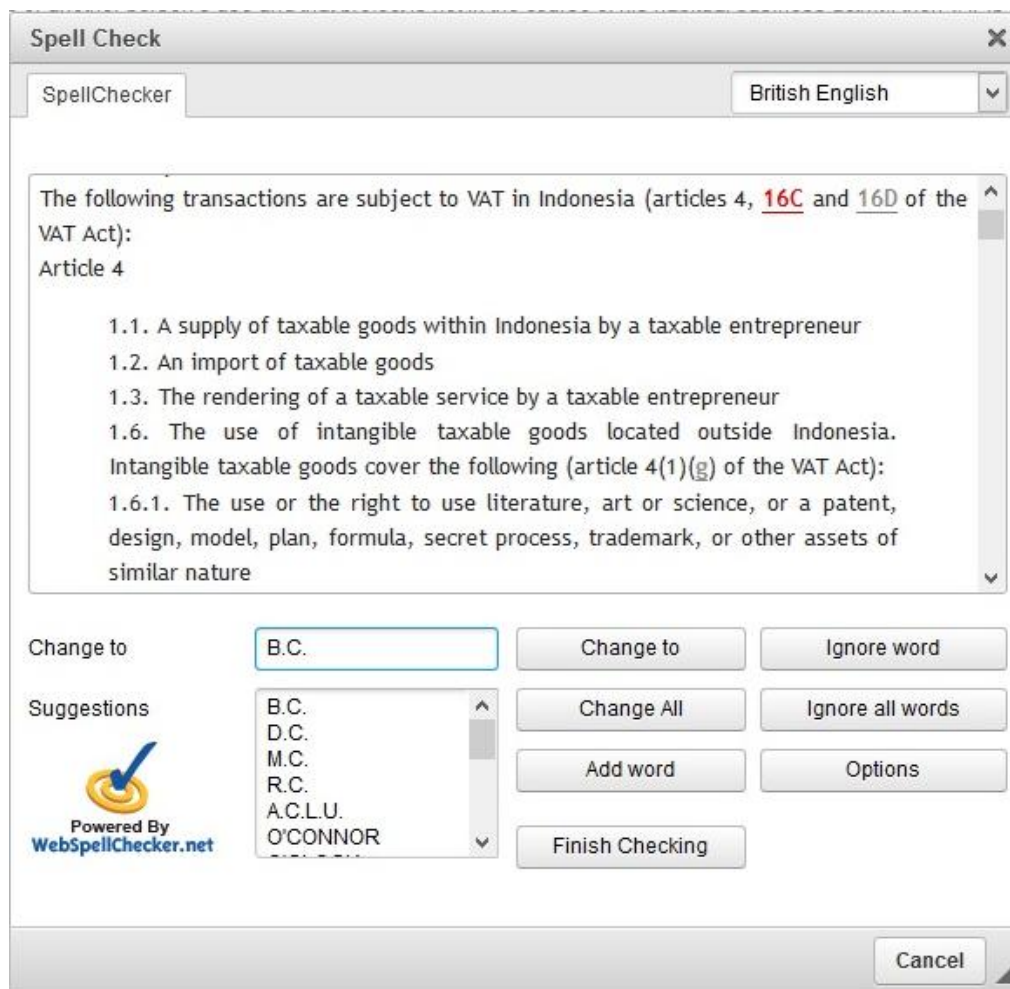 Spell Check
SpellChecker
British English
The following transactions are subject to VAT in Indonesia (articles 4, 16C and 16D of the
VAT Act):
Article 4
1.1. A supply of taxable goods within Indonesia by a taxable entrepreneur
1.2. An import of taxable goods
1.3. The rendering of a taxable service by a taxable entrepreneur
1.6. The use of intangible taxable goods located outside Indonesia.
Intangible taxable goods cover the following (article 4(1)(g) of the VAT Act):
1.6.1. The use or the right to use literature, art or science, or a patent,
design, model, plan, formula, secret process, trademark, or other assets of
similar nature
Change to
B.C.
Change to
Ignore word
Suggestions
B.C.
D.C.
M.C.
R.C.
A.C.L.U.
O'CONNOR
Change All
Ignore all words
Add word
Options
Powered By
WebSpellChecker.net
Finish Checking
Cancel